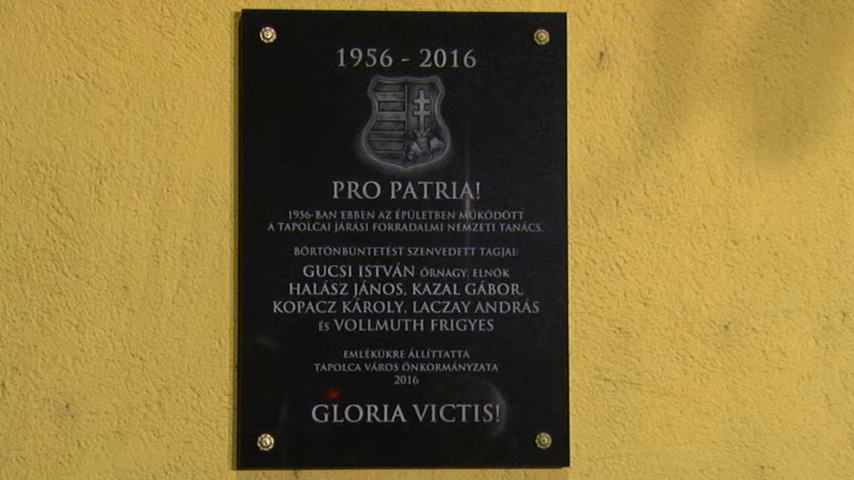 1956 - 2016
PRO PATRIA!
1956-BAN EBBEN AZ ÉPÜLETBEN MŰKÖDÖTT
A TAPOLCAI JÁRÁSI FORRADALMI NEMZETI TANÁCS.
BÖRTÖNBÜNTETÉST SZENVEDETT TAGJAI:
GUCSI ISTVÁN ŐRNAGY, ELNÖK
HALÁSZ JÁNOS, KAZAL GÁBOR,
KOPACZ KÁROLY, LACZAY ANDRÁS
ÉS VOLLMUTH FRIGYES
EMLÉKÜKRE ÁLLÍTTATTA
TAPOLCA VÁROS ÖNKORMÁNYZATA
2016
GLORIA VICTIS!